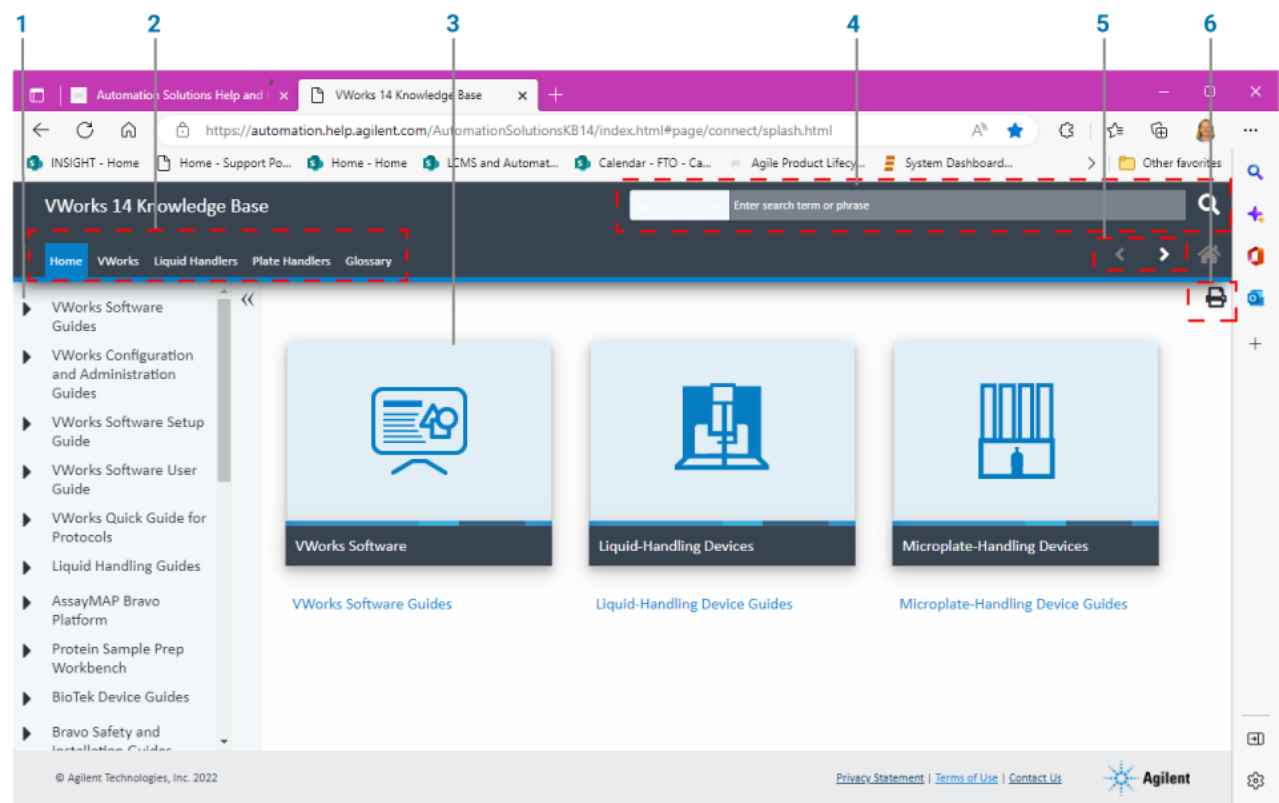 1 2 3 4 5 6
Automation Solutions Help and
VWorks 14 Knowledge Base
https://automation.help.agilent.com/AutomationSolutionsKB14/index.html#page/connect/splash.html
INSIGHT - Home Home - Support Po... Home - Home LCMS and Automat... Calendar - FTO - Ca... Agile Product Lifecy... System Dashboard... Other favorites
VWorks 14 Knowledge Base
Enter search term or phrase
Home VWorks Liquid Handlers Plate Handlers Glossary
VWorks Software
Guides
VWorks Configuration
and Administration
Guides
VWorks Software Setup
Guide
VWorks Software User
Guide
VWorks Quick Guide for
Protocols
Liquid Handling Guides
AssayMAP Bravo
Platform
Protein Sample Prep
Workbench
BioTek Device Guides
Bravo Safety and
Installation Guides
VWorks Software
Liquid-Handling Devices
Microplate-Handling Devices
VWorks Software Guides
Liquid-Handling Device Guides
Microplate-Handling Device Guides
© Agilent Technologies, Inc. 2022
Privacy Statement | Terms of Use | Contact Us
Agilent